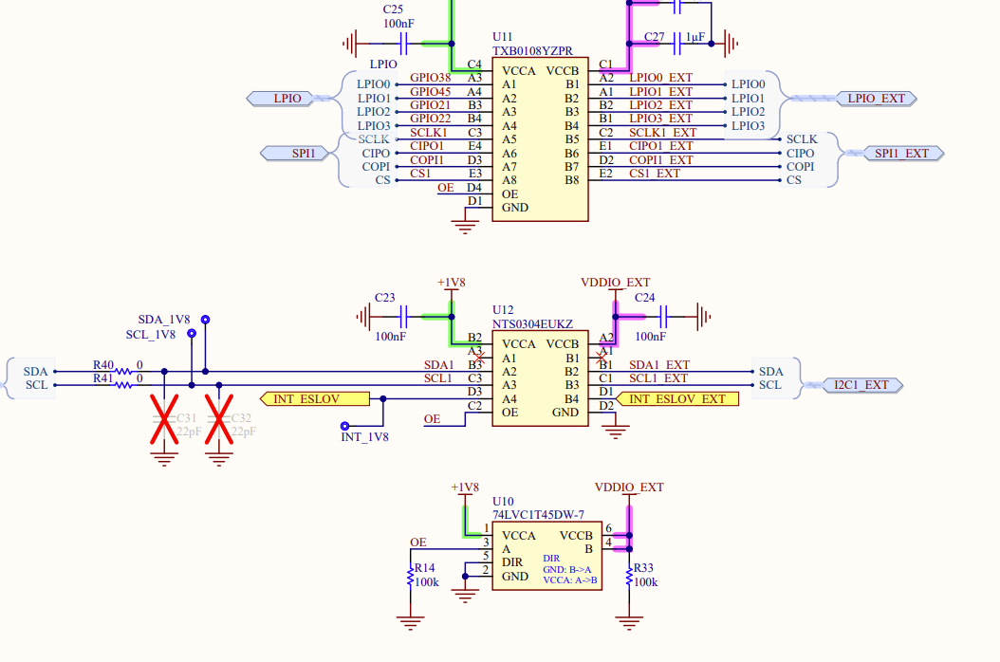 C25
100nF
C27 1µF
U11
TXB0108YZPR
LPIO
C4 VCCA VCCB C1
LPIO0 GPIO38 A3 A1 B1 A2 LPIO0_EXT LPIO0
LPIO LPIO1 GPIO45 A4 A2 B2 A1 LPIO1_EXT LPIO1 LPIO_EXT
LPIO2 GPIO21 B3 A3 B3 B2 LPIO2_EXT LPIO2
LPIO3 GPIO22 B4 A4 B4 B1 LPIO3_EXT LPIO3
SCLK SCLK1 C3 A5 B5 C2 SCLK1_EXT SCLK
SPI1 CIPO CIPO1 E4 A6 B6 E1 CIPO1_EXT CIPO SPI1_EXT
COPI COPI1 D3 A7 B7 D2 COPI1_EXT COPI
CS CS1 E3 A8 B8 E2 CS1_EXT CS
OE D4 OE
D1 GND
+1V8 VDDIO_EXT
C23 C24
U12
NTS0304EUKZ
100nF 100nF
SDA_1V8
SCL_1V8
B2 VCCA VCCB A2
A3 A1 B1 A1
SDA R40 0 SDA1 B3 A2 B2 B1 SDA1_EXT SDA
SCL R41 0 SCL1 C3 A3 B3 C1 SCL1_EXT SCL I2C1_EXT
INT_ESLOV D3 A4 B4 D1 INT_ESLOV_EXT
OE C2 OE GND D2
C31 C32
22pF 22pF
INT_1V8
+1V8 VDDIO_EXT
U10
74LVC1T45DW-7
1 VCCA VCCB 6
OE 3 A B 4
5 DIR DIR
GND: B->A
2 GND VCCA: A->B
R14 R33
100k 100k